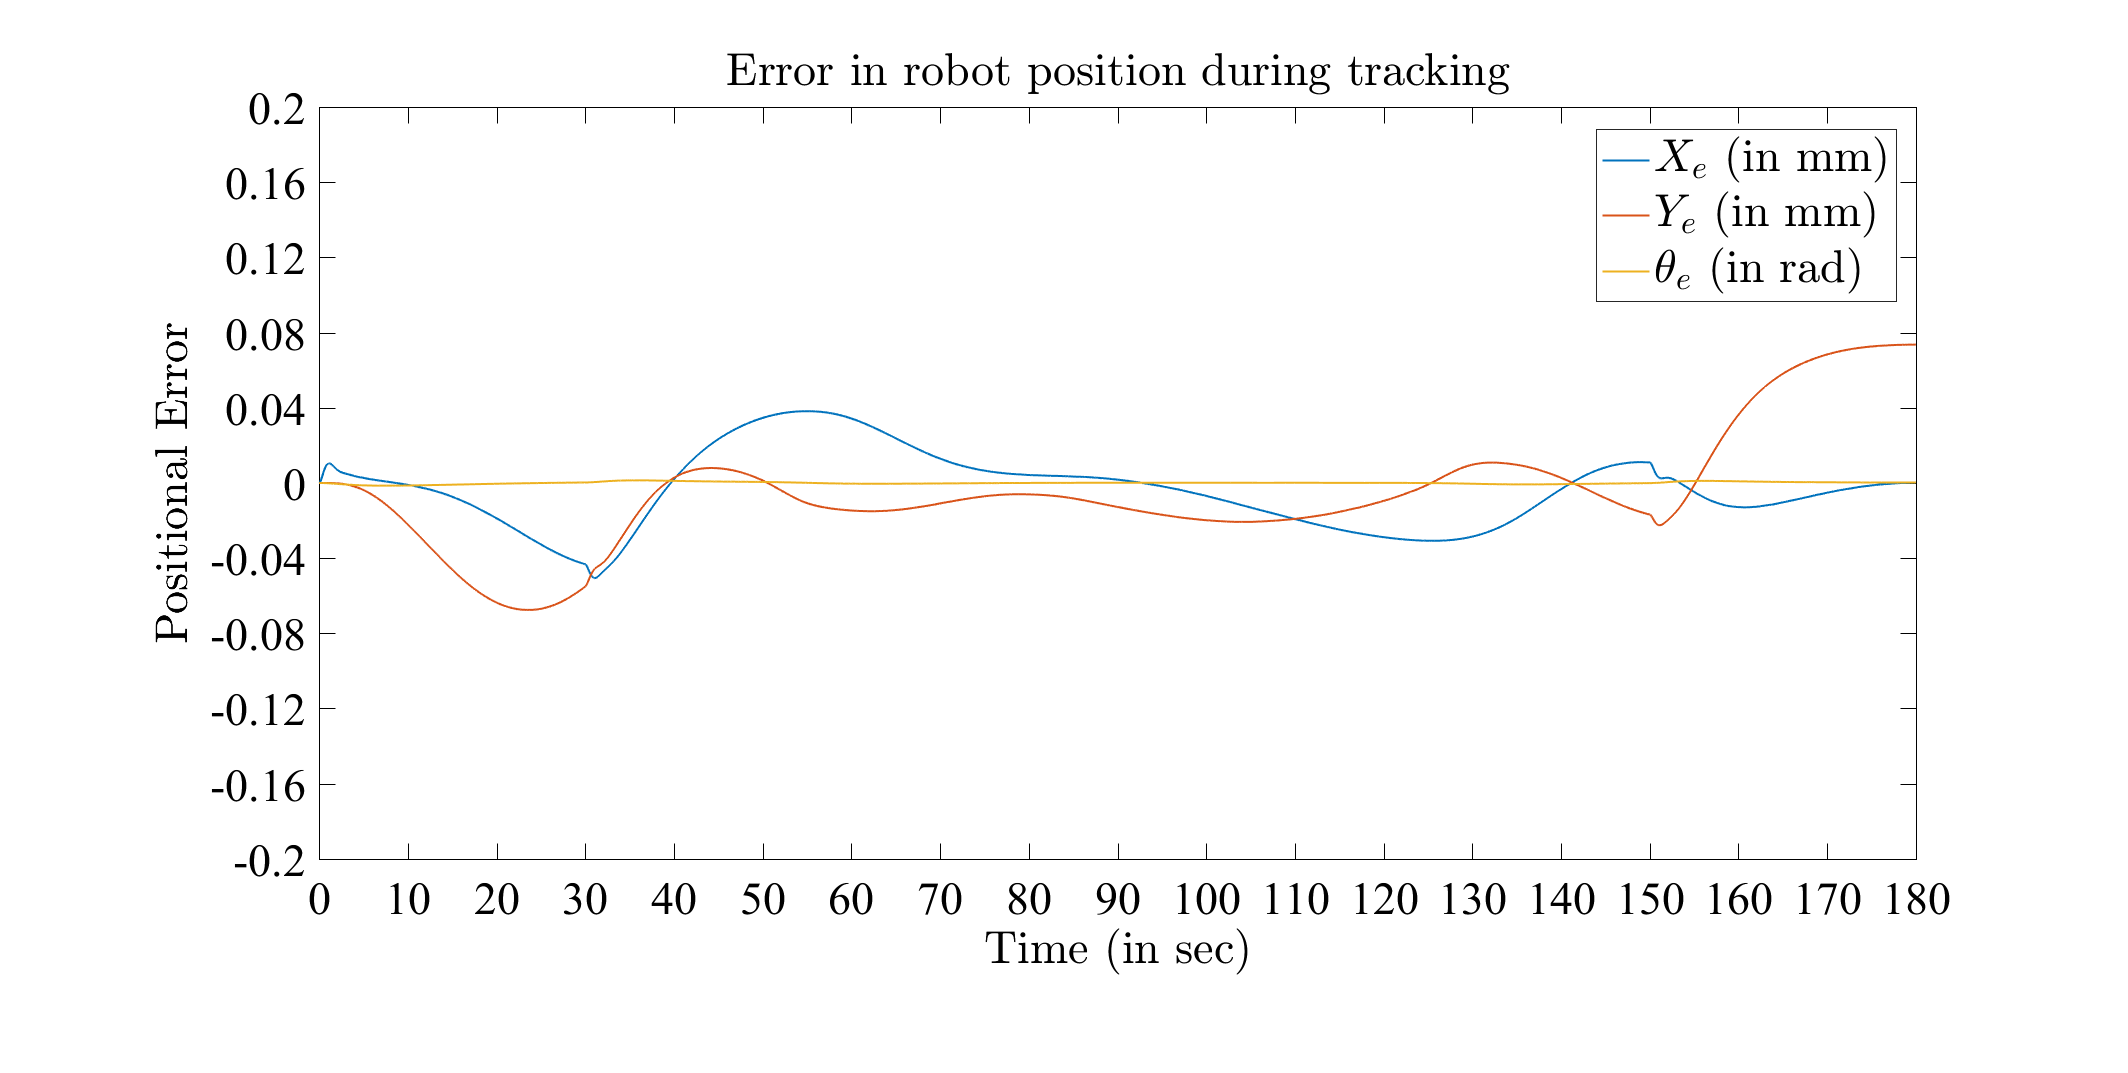 Error in robot position during tracking
0.2
0.16
0.12
0.08
0.04
0
-0.04
-0.08
-0.12
-0.16
-0.2
Positional Error
X_e (in mm)
Y_e (in mm)
θ_e (in rad)
0 10 20 30 40 50 60 70 80 90 100 110 120 130 140 150 160 170 180
Time (in sec)